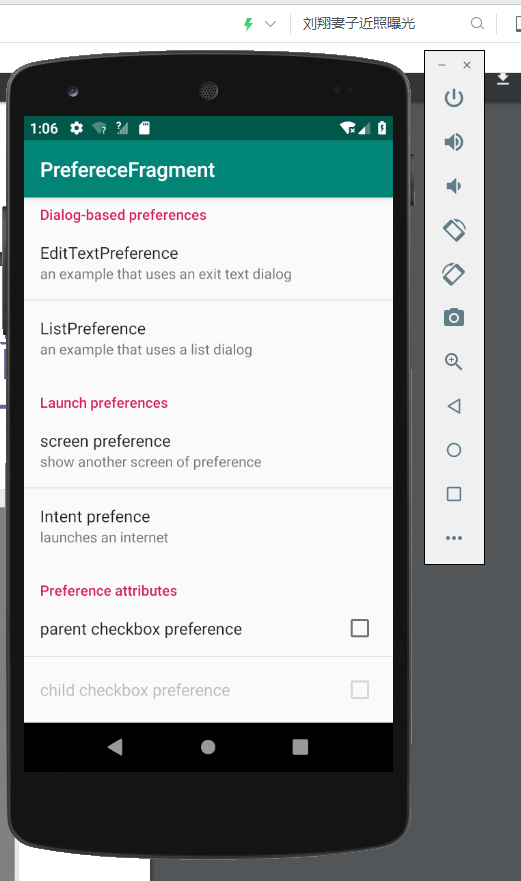 刘翔妻子近照曝光
1:06
PrefereceFragment
Dialog-based preferences
EditTextPreference
an example that uses an exit text dialog
ListPreference
an example that uses a list dialog
Launch preferences
screen preference
show another screen of preference
Intent prefence
launches an internet
Preference attributes
parent checkbox preference
child checkbox preference